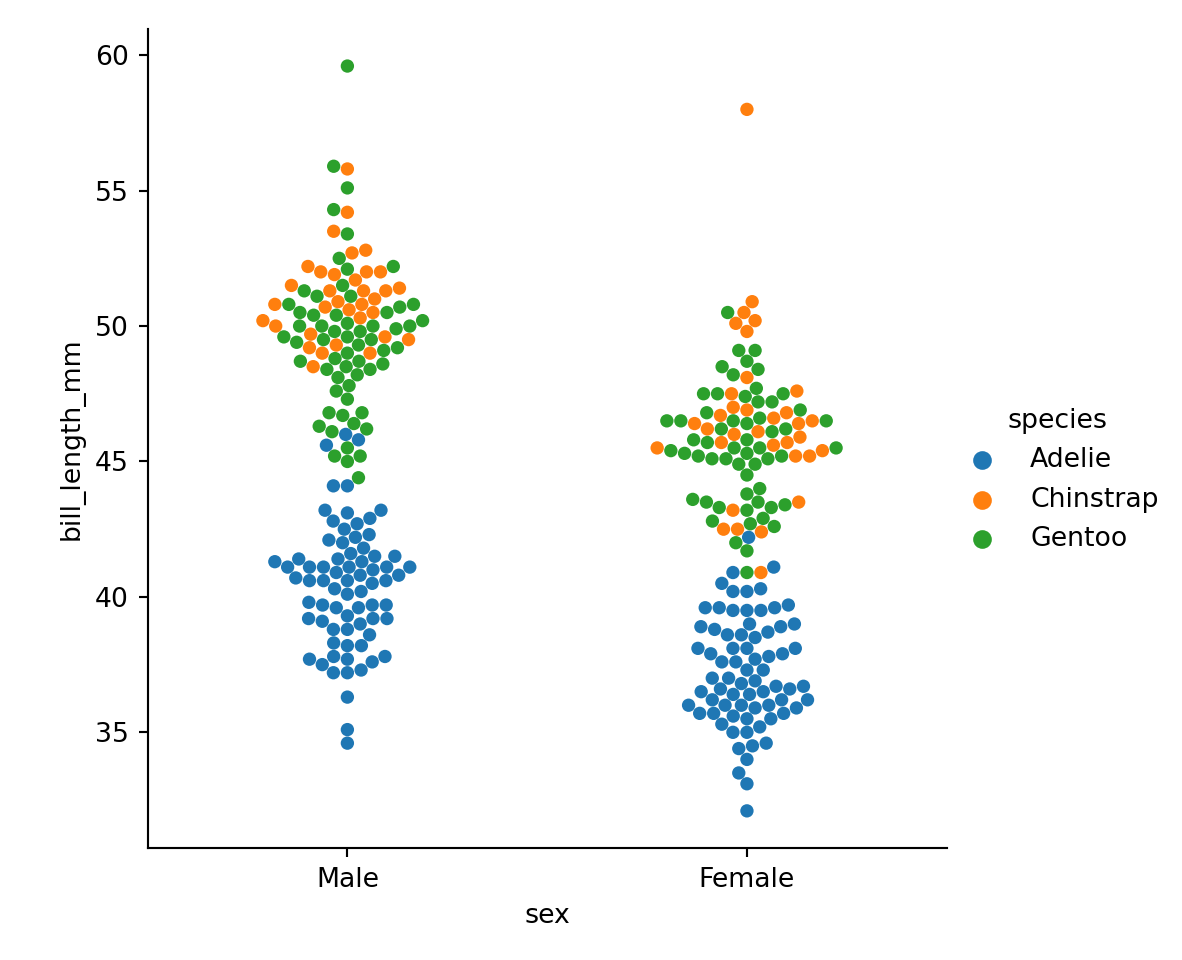 60
55
50
45
40
35
bill_length_mm
Male
Female
sex
species
Adelie
Chinstrap
Gentoo